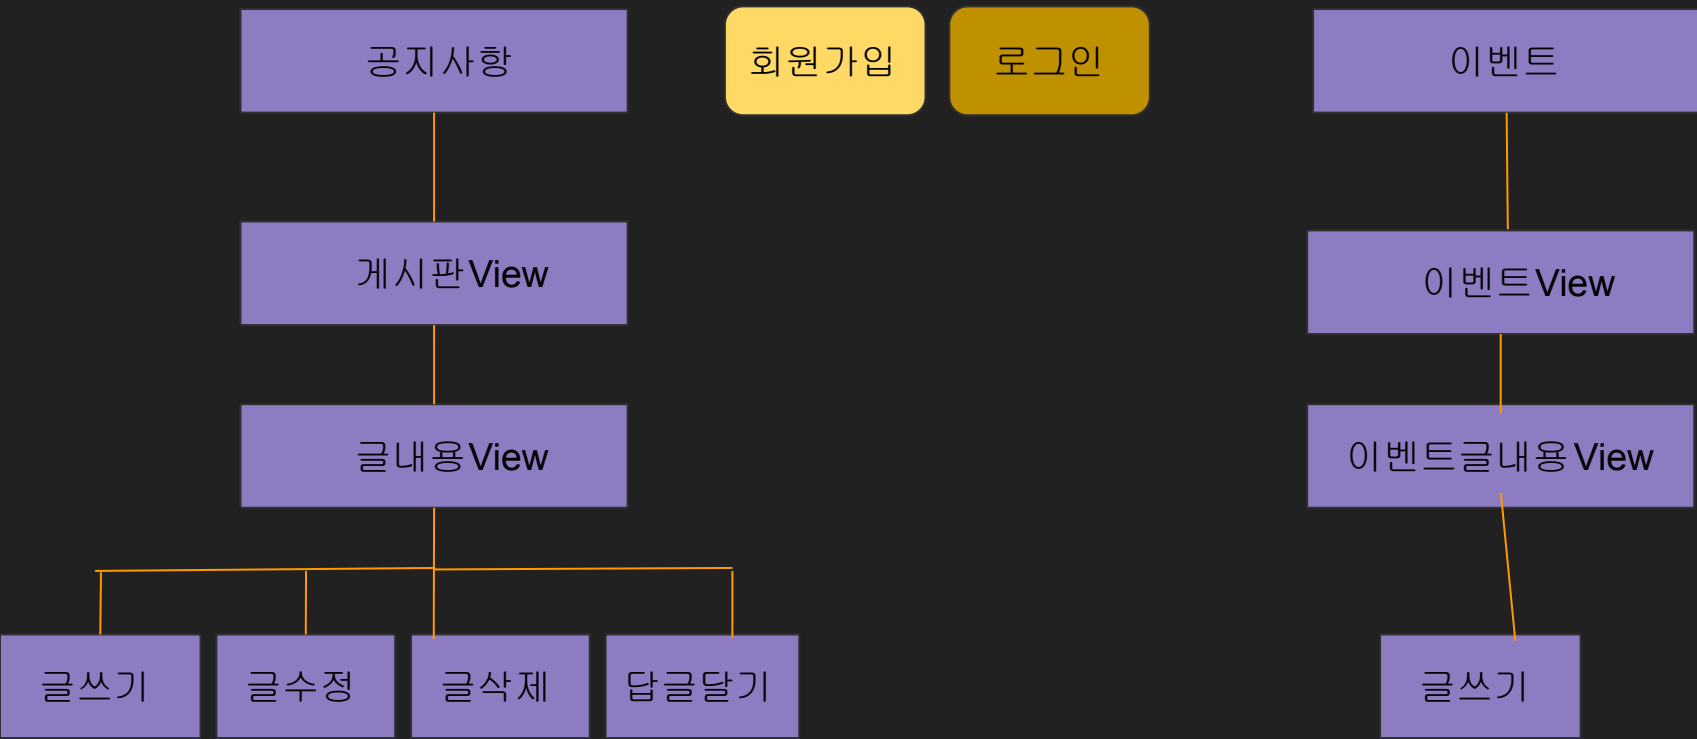 공지사항
회원가입
로그인
이벤트
게시판View
이벤트View
글내용View
이벤트글내용View
글쓰기
글수정
글삭제
답글달기
글쓰기